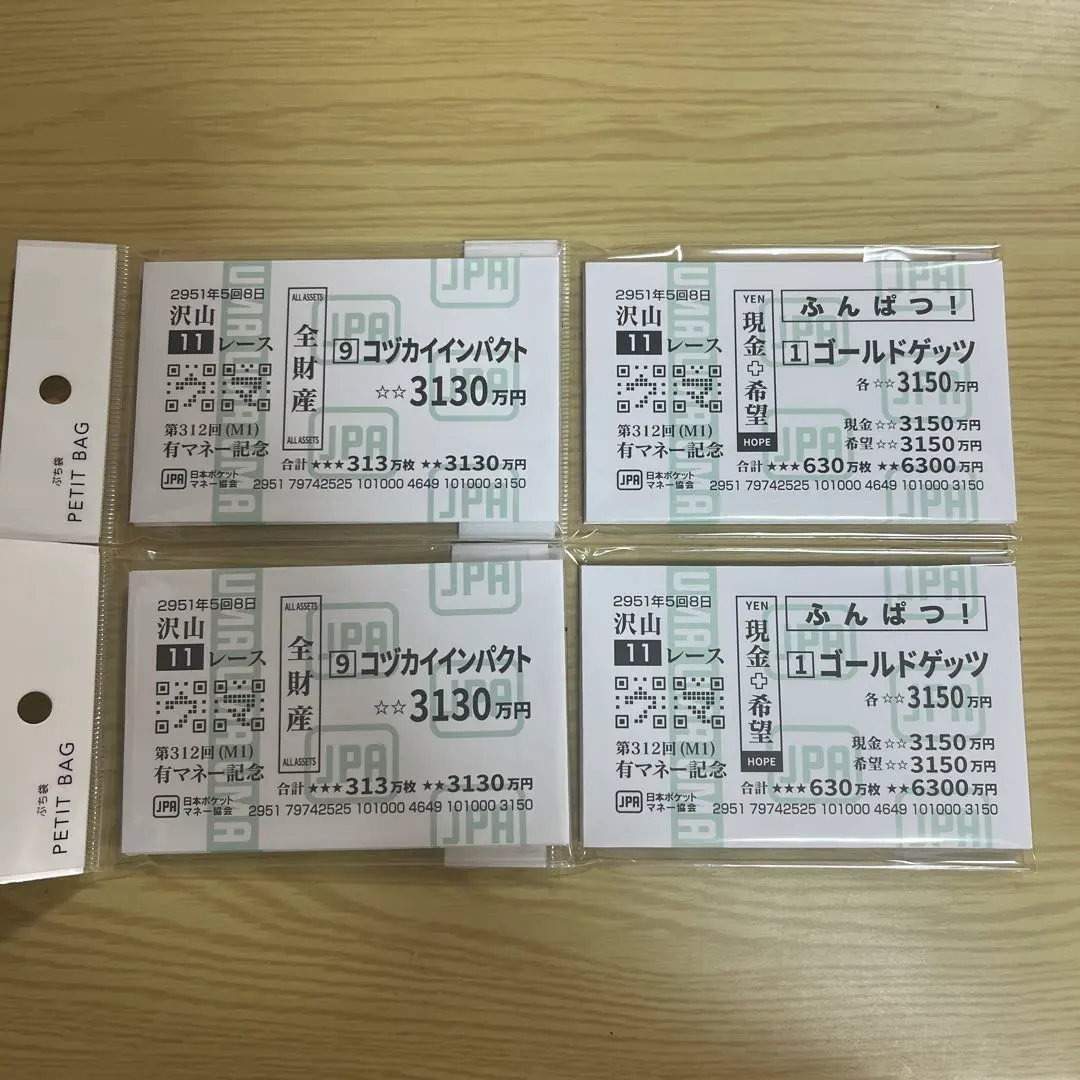 ぷち袋
PETIT BAG
2951年5回8日
沢山
11 レース
第312回(M1)
有マネー記念
JPA 日本ポケットマネー協会
ALL ASSETS
全財産
ALL ASSETS
9 コヅカイインパクト
☆☆3130万円
合計 ★★★313万枚 ★★3130万円
2951 79742525 101000 4649 101000 3150
JPA
JPA
JPA
JPA
JPA
2951年5回8日
沢山
11 レース
第312回(M1)
有マネー記念
JPA 日本ポケットマネー協会
YEN
現金+希望
HOPE
ふんぱつ!
1 ゴールドゲッツ
各☆☆3150万円
現金☆☆3150万円
希望☆☆3150万円
合計 ★★★630万枚 ★★6300万円
2951 79742525 101000 4649 101000 3150
JPA
JPA
JPA
JPA
JPA
ぷち袋
PETIT BAG
2951年5回8日
沢山
11 レース
第312回(M1)
有マネー記念
JPA 日本ポケットマネー協会
ALL ASSETS
全財産
ALL ASSETS
9 コヅカイインパクト
☆☆3130万円
合計 ★★★313万枚 ★★3130万円
2951 79742525 101000 4649 101000 3150
JPA
JPA
JPA
JPA
JPA
2951年5回8日
沢山
11 レース
第312回(M1)
有マネー記念
JPA 日本ポケットマネー協会
YEN
現金+希望
HOPE
ふんぱつ!
1 ゴールドゲッツ
各☆☆3150万円
現金☆☆3150万円
希望☆☆3150万円
合計 ★★★630万枚 ★★6300万円
2951 79742525 101000 4649 101000 3150
JPA
JPA
JPA
JPA
JPA